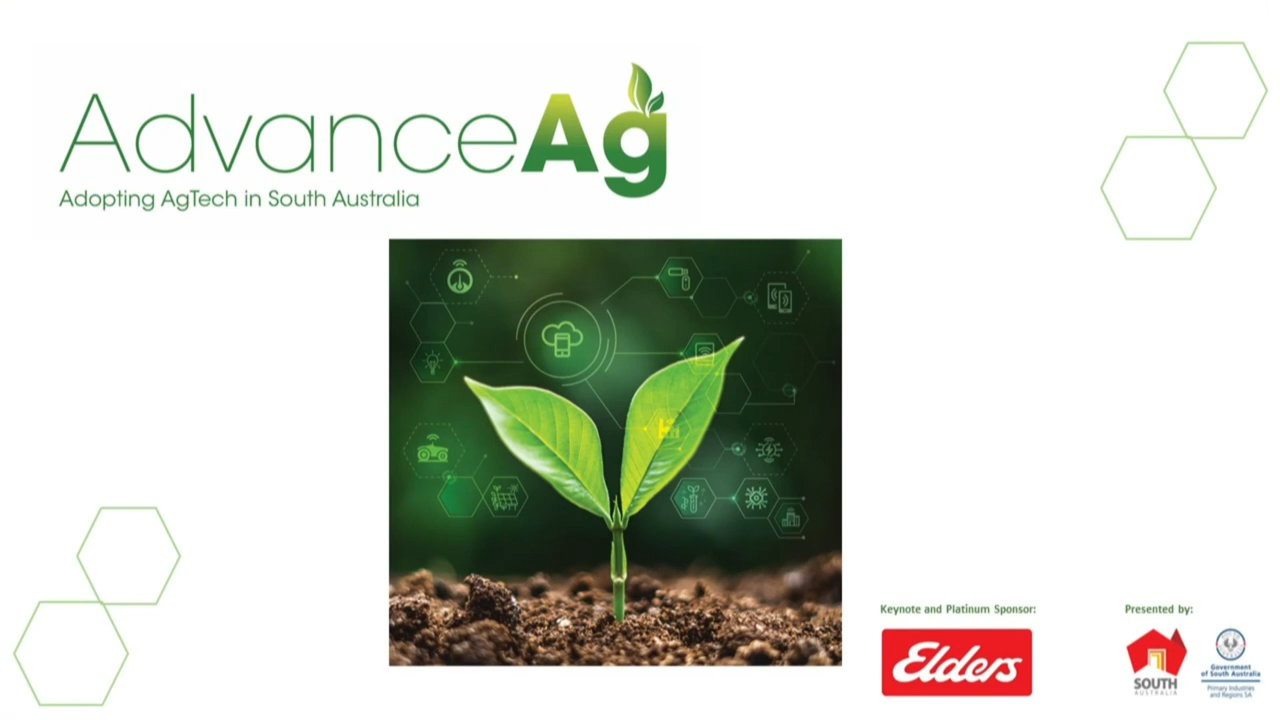 AdvanceAg
Adopting AgTech in South Australia
Keynote and Platinum Sponsor:
Elders
Presented by:
SOUTH
AUSTRALIA
Government
of South Australia
Primary Industries
and Regions SA